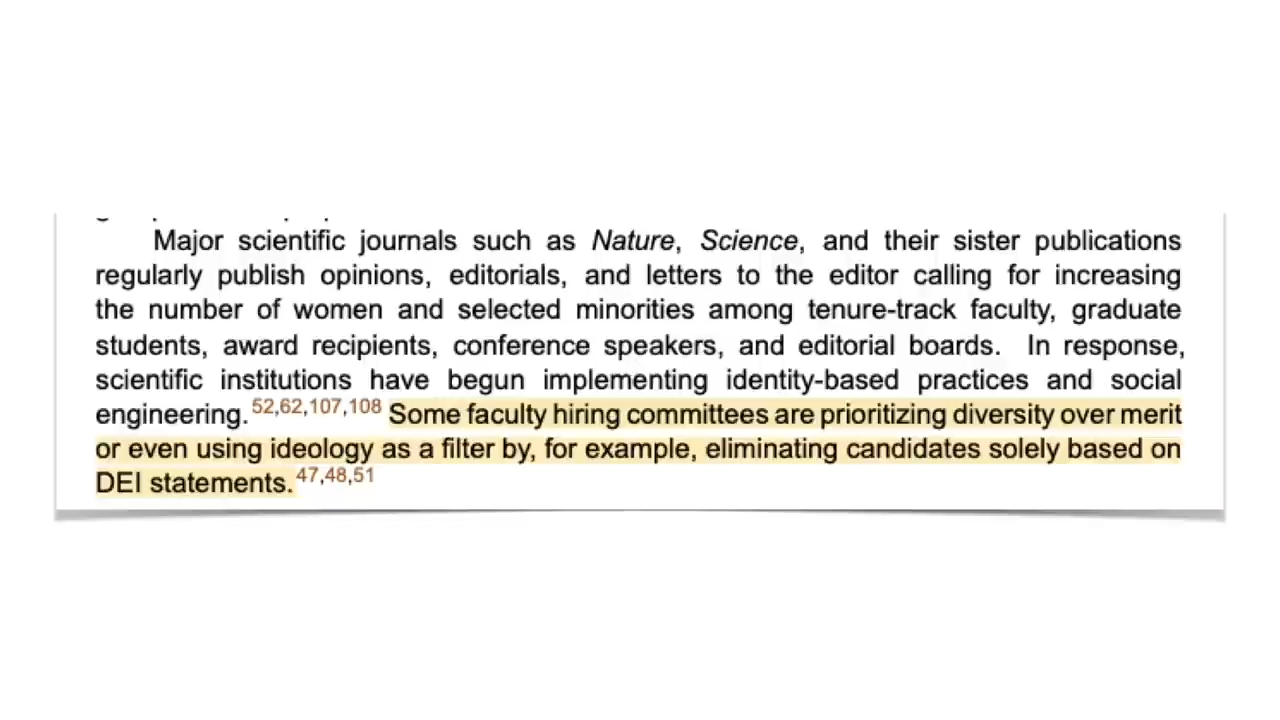 Major scientific journals such as Nature, Science, and their sister publications
regularly publish opinions, editorials, and letters to the editor calling for increasing
the number of women and selected minorities among tenure-track faculty, graduate
students, award recipients, conference speakers, and editorial boards. In response,
scientific institutions have begun implementing identity-based practices and social
engineering. 52,62,107,108 Some faculty hiring committees are prioritizing diversity over merit
or even using ideology as a filter by, for example, eliminating candidates solely based on
DEI statements. 47,48,51